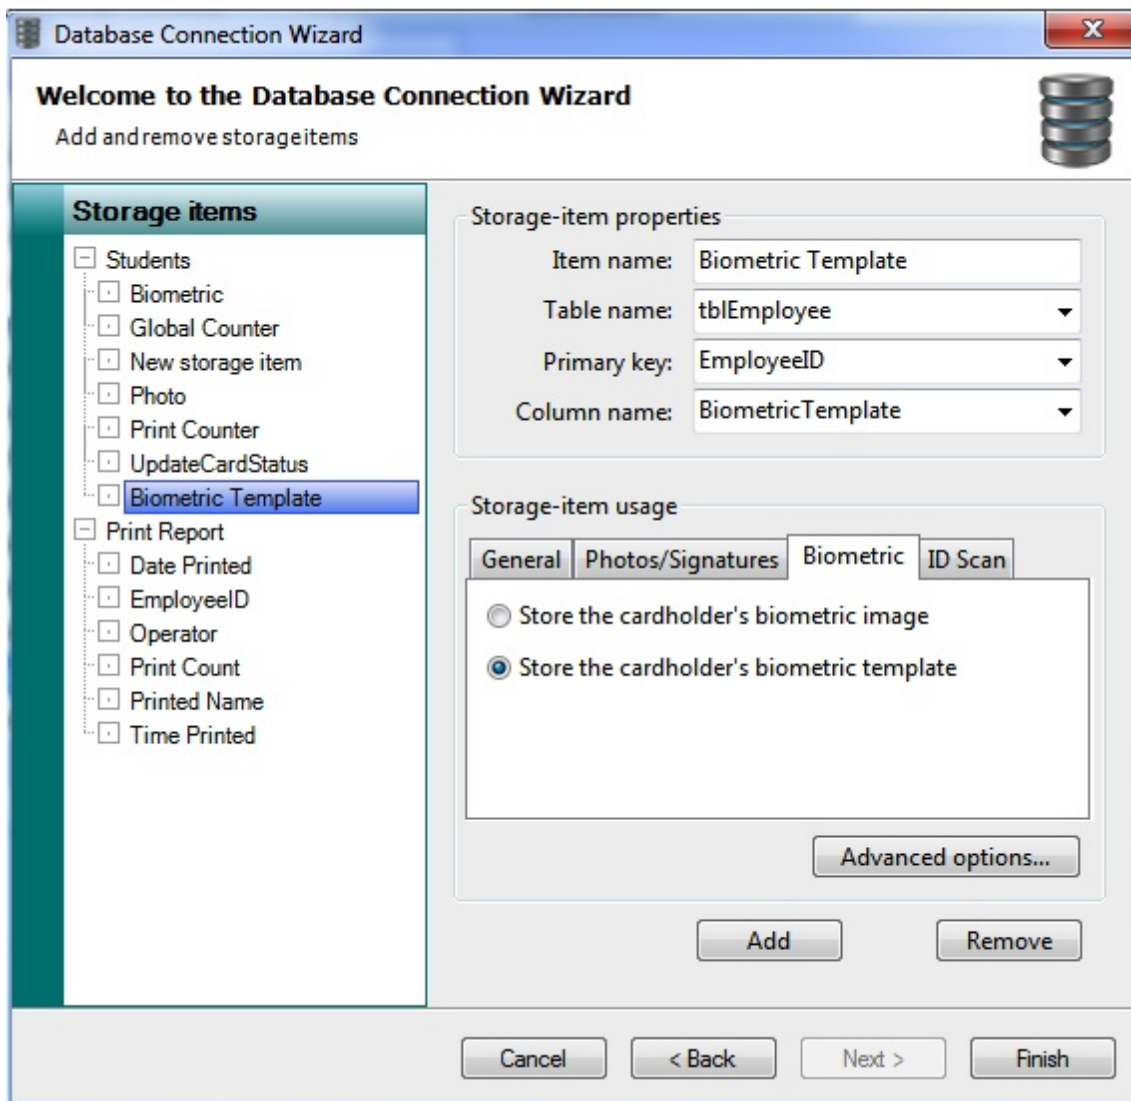 Database Connection Wizard
X
Welcome to the Database Connection Wizard
Add and remove storage items
Storage items
Students
Biometric
Global Counter
New storage item
Photo
Print Counter
UpdateCardStatus
Biometric Template
Print Report
Date Printed
EmployeeID
Operator
Print Count
Printed Name
Time Printed
Storage-item properties
Item name: Biometric Template
Table name: tblEmployee
Primary key: EmployeeID
Column name: BiometricTemplate
Storage-item usage
General Photos/Signatures Biometric ID Scan
Store the cardholder's biometric image
Store the cardholder's biometric template
Advanced options...
Add Remove
Cancel < Back Next > Finish